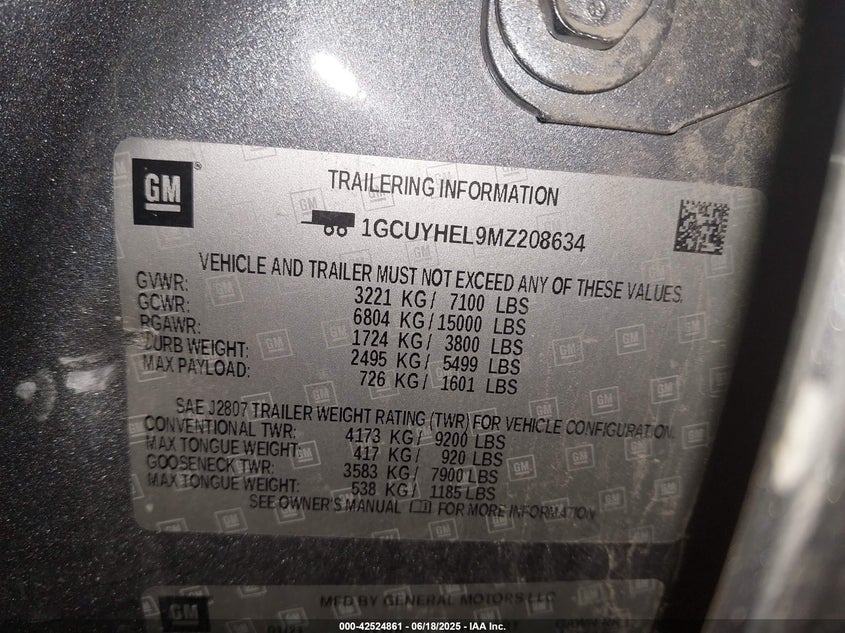 GM
TRAILERING INFORMATION
1GCUYHEL9MZ208634
VEHICLE AND TRAILER MUST NOT EXCEED ANY OF THESE VALUES.
GVWR: 3221 KG/ 7100 LBS
GCWR: 6804 KG/15000 LBS
RGAWR: 1724 KG/ 3800 LBS
CURB WEIGHT: 2495 KG/ 5499 LBS
MAX PAYLOAD: 726 KG/ 1601 LBS
SAE J2807 TRAILER WEIGHT RATING (TWR) FOR VEHICLE CONFIGURATION.
CONVENTIONAL TWR: 4173 KG/ 9200 LBS
MAX TONGUE WEIGHT: 417 KG/ 920 LBS
GOOSENECK TWR: 3583 KG/ 7900 LBS
MAX TONGUE WEIGHT: 538 KG/ 1185 LBS
SEE OWNER'S MANUAL FOR MORE INFORMATION
GM
MFD BY GENERAL MOTORS LLC
000-42524861 - 06/18/2025 - IAA Inc.